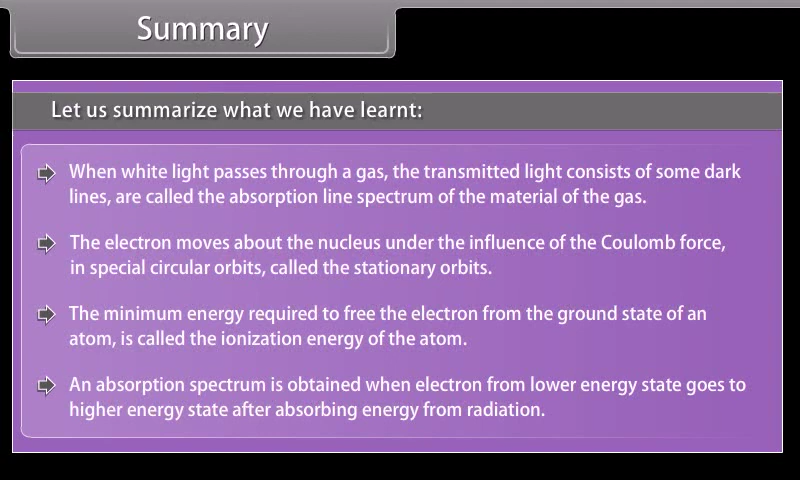 Summary
Let us summarize what we have learnt:
When white light passes through a gas, the transmitted light consists of some dark
lines, are called the absorption line spectrum of the material of the gas.
The electron moves about the nucleus under the influence of the Coulomb force,
in special circular orbits, called the stationary orbits.
The minimum energy required to free the electron from the ground state of an
atom, is called the ionization energy of the atom.
An absorption spectrum is obtained when electron from lower energy state goes to
higher energy state after absorbing energy from radiation.